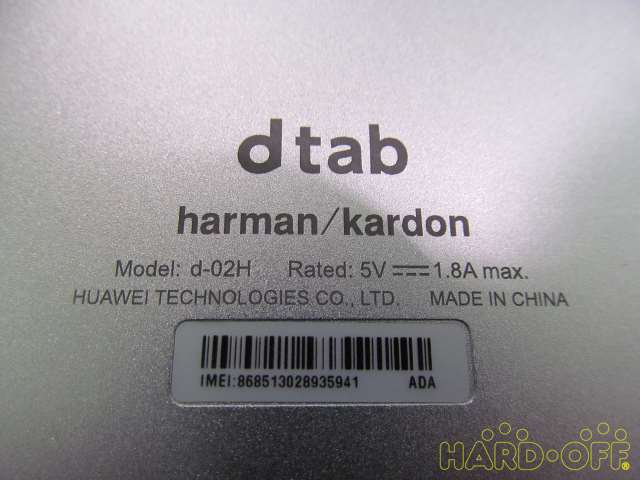 dtab
harman/kardon
Model: d-02H Rated: 5V⎓1.8A max.
HUAWEI TECHNOLOGIES CO., LTD. MADE IN CHINA
IMEI:868513028935941 ADA
HARD·OFF